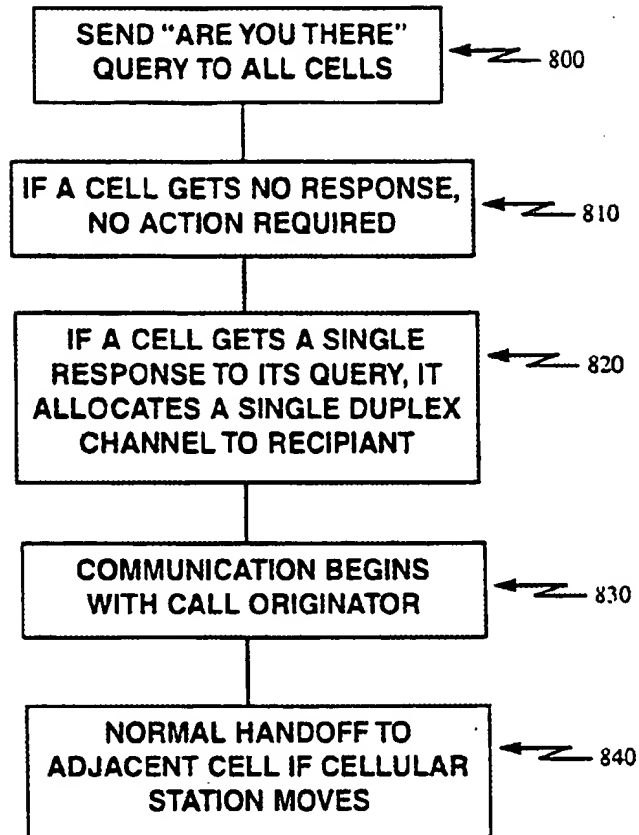 SEND "ARE YOU THERE"
QUERY TO ALL CELLS
800
IF A CELL GETS NO RESPONSE,
NO ACTION REQUIRED
810
IF A CELL GETS A SINGLE
RESPONSE TO ITS QUERY, IT
ALLOCATES A SINGLE DUPLEX
CHANNEL TO RECIPIANT
820
COMMUNICATION BEGINS
WITH CALL ORIGINATOR
830
NORMAL HANDOFF TO
ADJACENT CELL IF CELLULAR
STATION MOVES
840